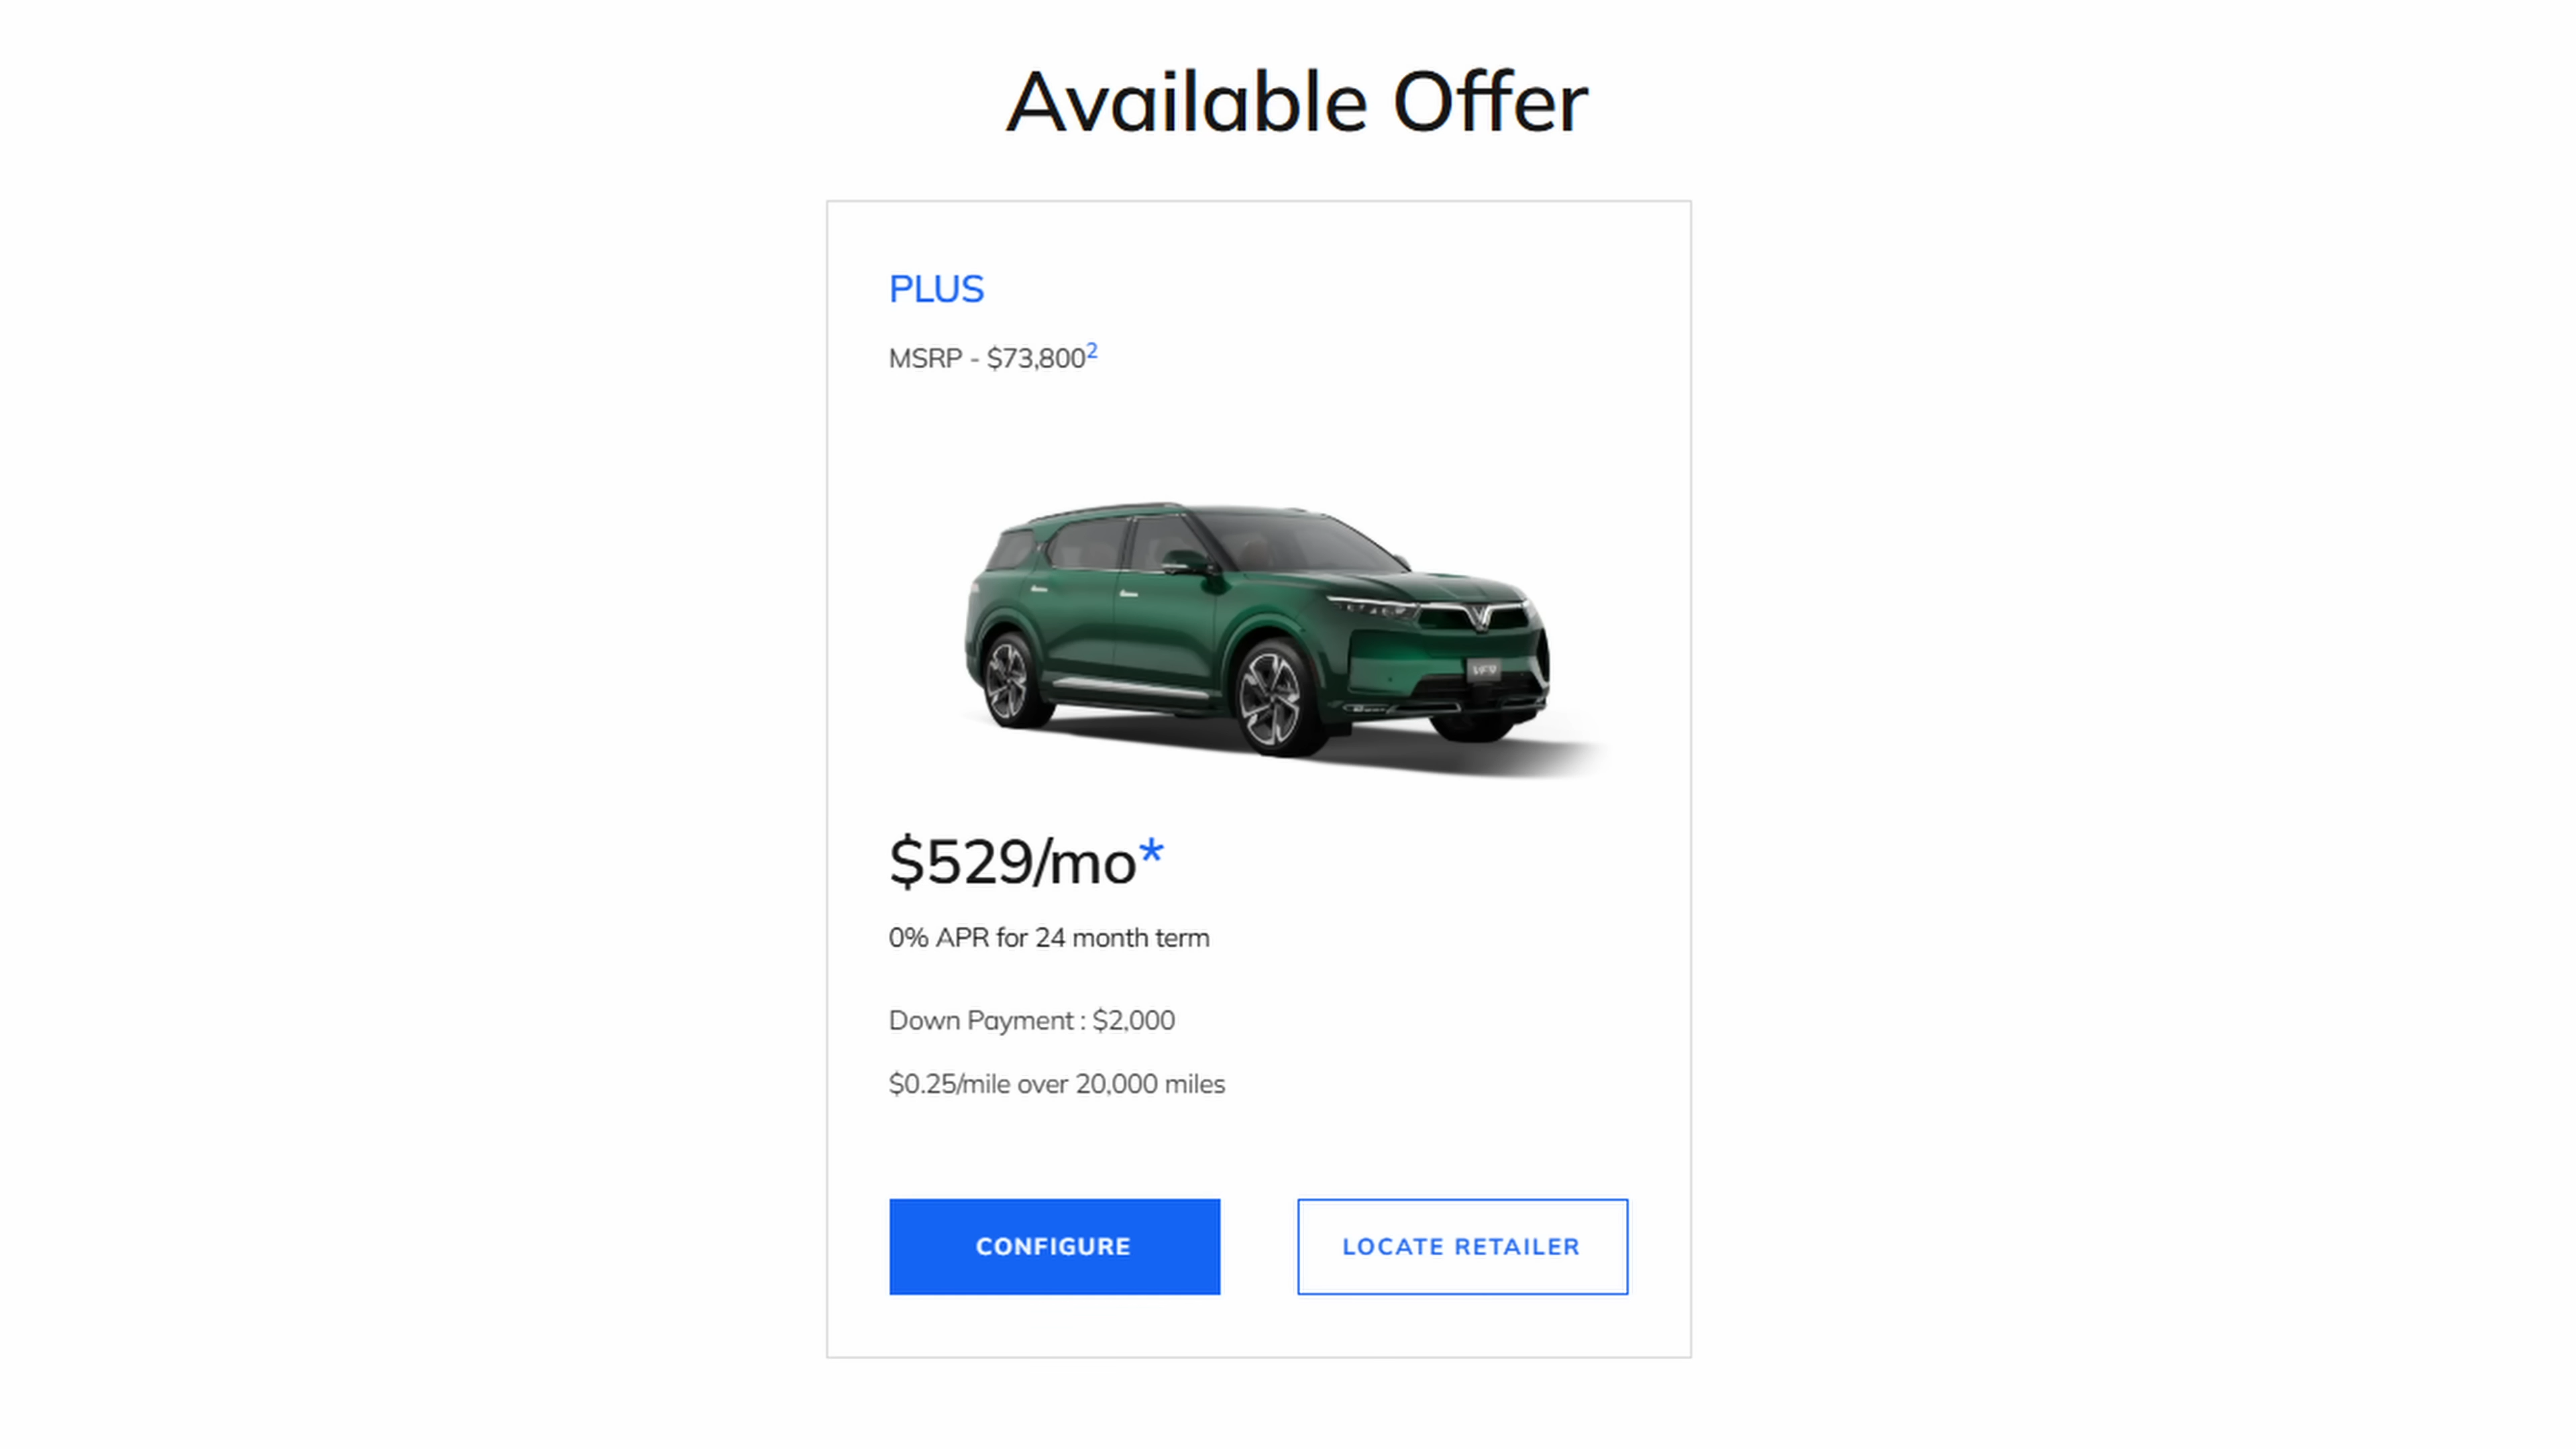 Available Offer
PLUS
MSRP - $73,800²
VF9
$529/mo*
0% APR for 24 month term
Down Payment : $2,000
$0.25/mile over 20,000 miles
CONFIGURE
LOCATE RETAILER